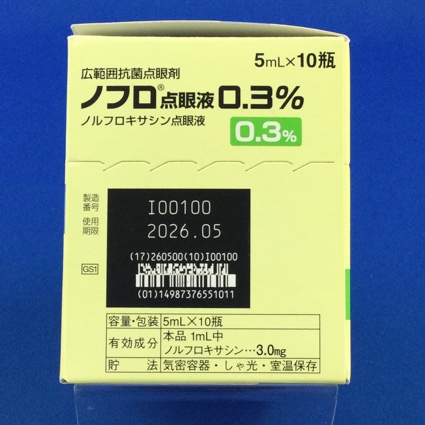 5mL×10瓶
広範囲抗菌点眼剤
ノフロ®点眼液0.3%
ノルフロキサシン点眼液
0.3%
製造番号 I00100
使用期限 2026.05
(17)260500(10)I00100
GS1
(01)14987376551011
容量・包装 5mL×10瓶
有効成分 本品 1mL中
ノルフロキサシン…3.0mg
貯法 気密容器・しゃ光・室温保存